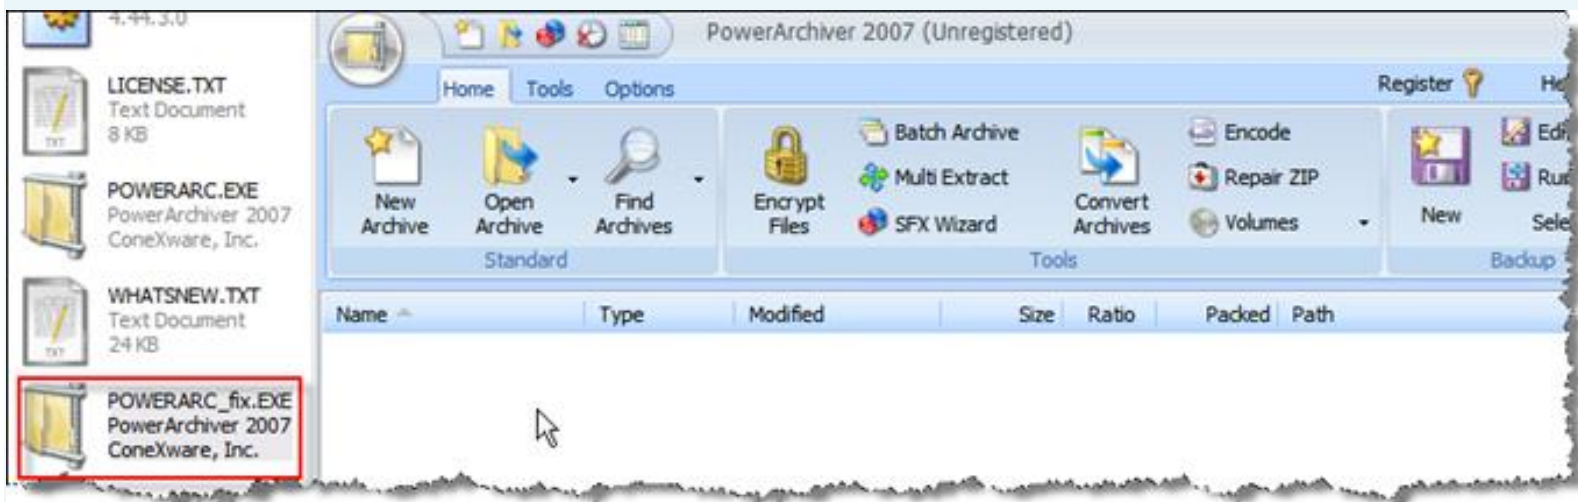 4.44.3.0
LICENSE.TXT
Text Document
8 KB
TXT
POWERARC.EXE
PowerArchiver 2007
ConeXware, Inc.
WHATSNEW.TXT
Text Document
24 KB
TXT
POWERARC_fix.EXE
PowerArchiver 2007
ConeXware, Inc.
PowerArchiver 2007 (Unregistered)
Home Tools Options Register
New Archive
Open Archive
Find Archives
Standard
Encrypt Files
Batch Archive
Multi Extract
SFX Wizard
Convert Archives
Encode
Repair ZIP
Volumes
Tools
New
Backup
Name Type Modified Size Ratio Packed Path